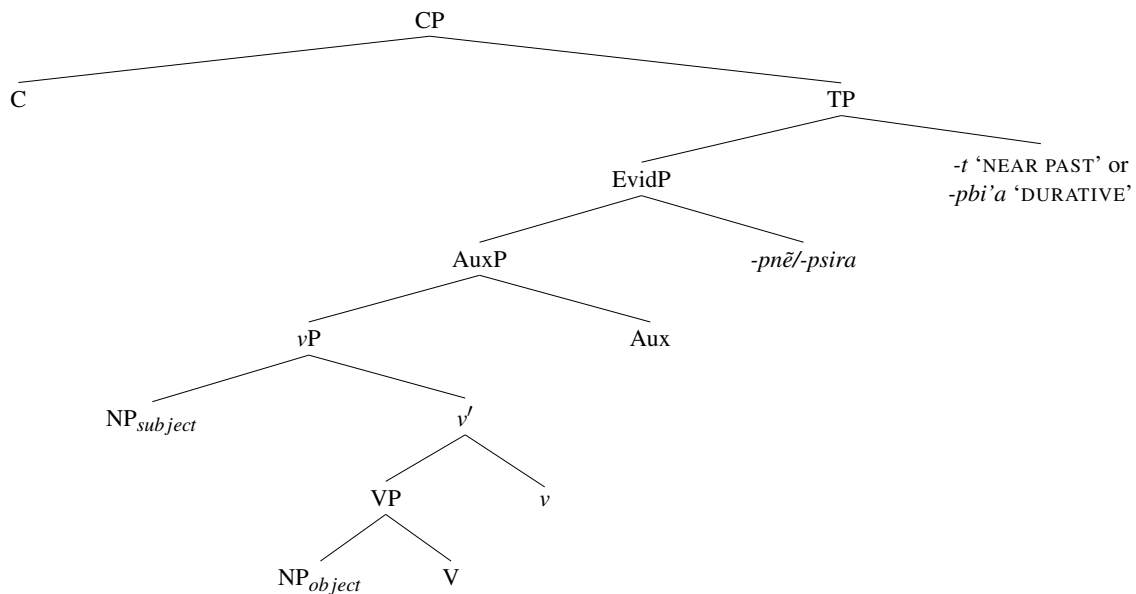 CP
C
TP
EvidP
-t ‘NEAR PAST’ or
-pbi’a ‘DURATIVE’
AuxP
-pnẽ/-psira
vP
Aux
NPsubject
v′
VP
v
NPobject
V